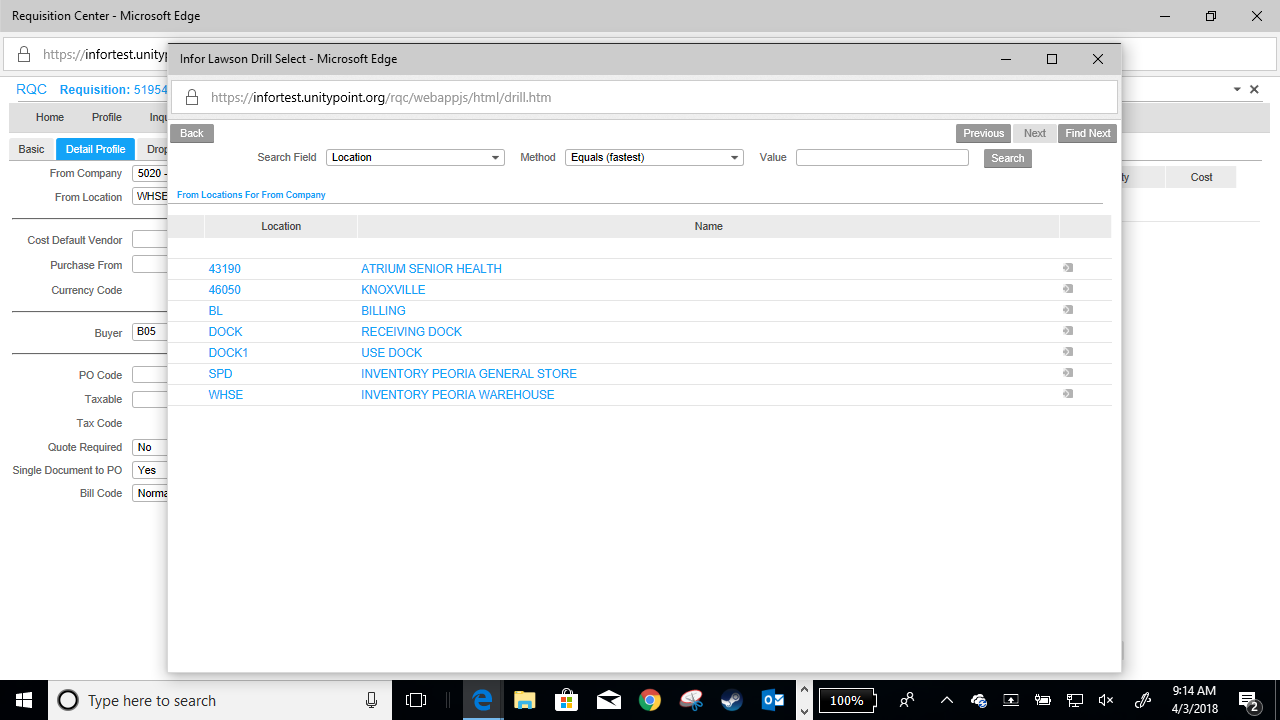 Requisition Center - Microsoft Edge
https://infortest.unityp
Infor Lawson Drill Select - Microsoft Edge
https://infortest.unitypoint.org/rqc/webappjs/html/drill.htm
RQC Requisition: 51954
Home Profile Inqu
Back Previous Next Find Next
Basic Detail Profile Drop
Search Field Location Method Equals (fastest) Value Search
From Company 5020 -
Cost
From Location WHSE
From Locations For From Company
Location Name
Cost Default Vendor
Purchase From
Currency Code
43190 ATRIUM SENIOR HEALTH
46050 KNOXVILLE
BL BILLING
DOCK RECEIVING DOCK
DOCK1 USE DOCK
SPD INVENTORY PEORIA GENERAL STORE
WHSE INVENTORY PEORIA WAREHOUSE
Buyer B05
PO Code
Taxable
Tax Code
Quote Required No
Single Document to PO Yes
Bill Code Norma
Type here to search
100%
9:14 AM
4/3/2018
2